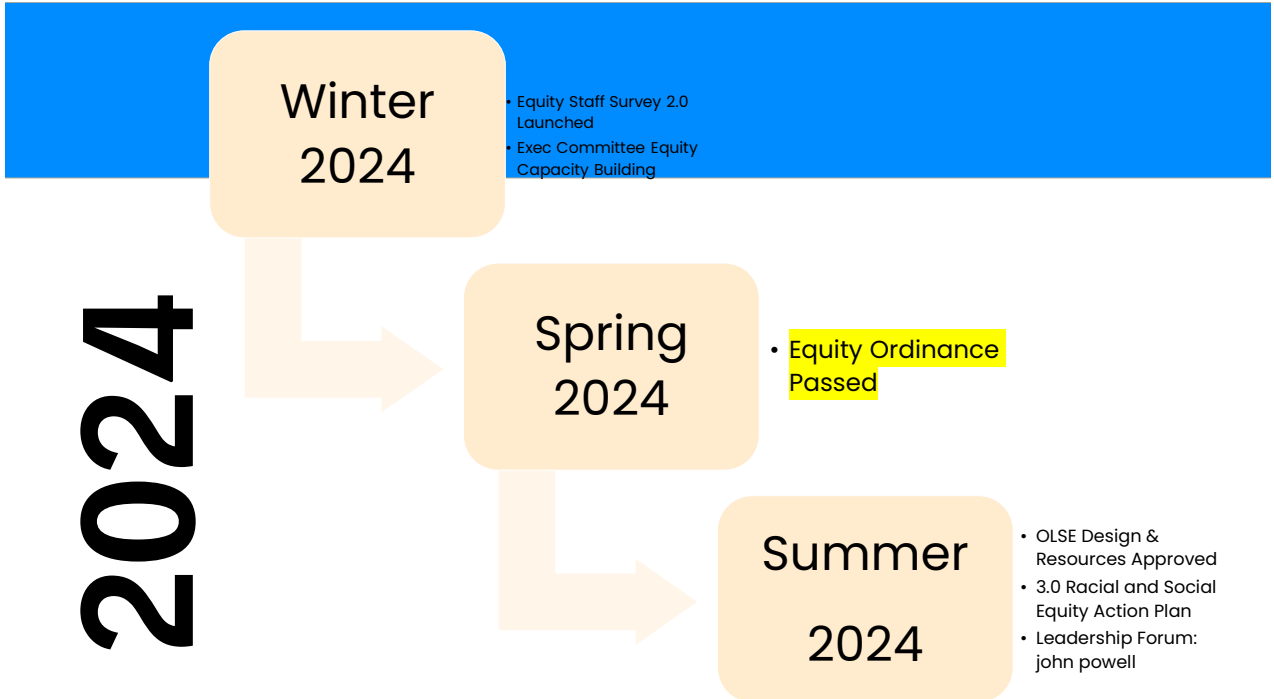 Winter
2024
• Equity Staff Survey 2.0
Launched
• Exec Committee Equity
Capacity Building
2024
Spring
2024
• Equity Ordinance
Passed
Summer
2024
• OLSE Design &
Resources Approved
• 3.0 Racial and Social
Equity Action Plan
• Leadership Forum:
john powell